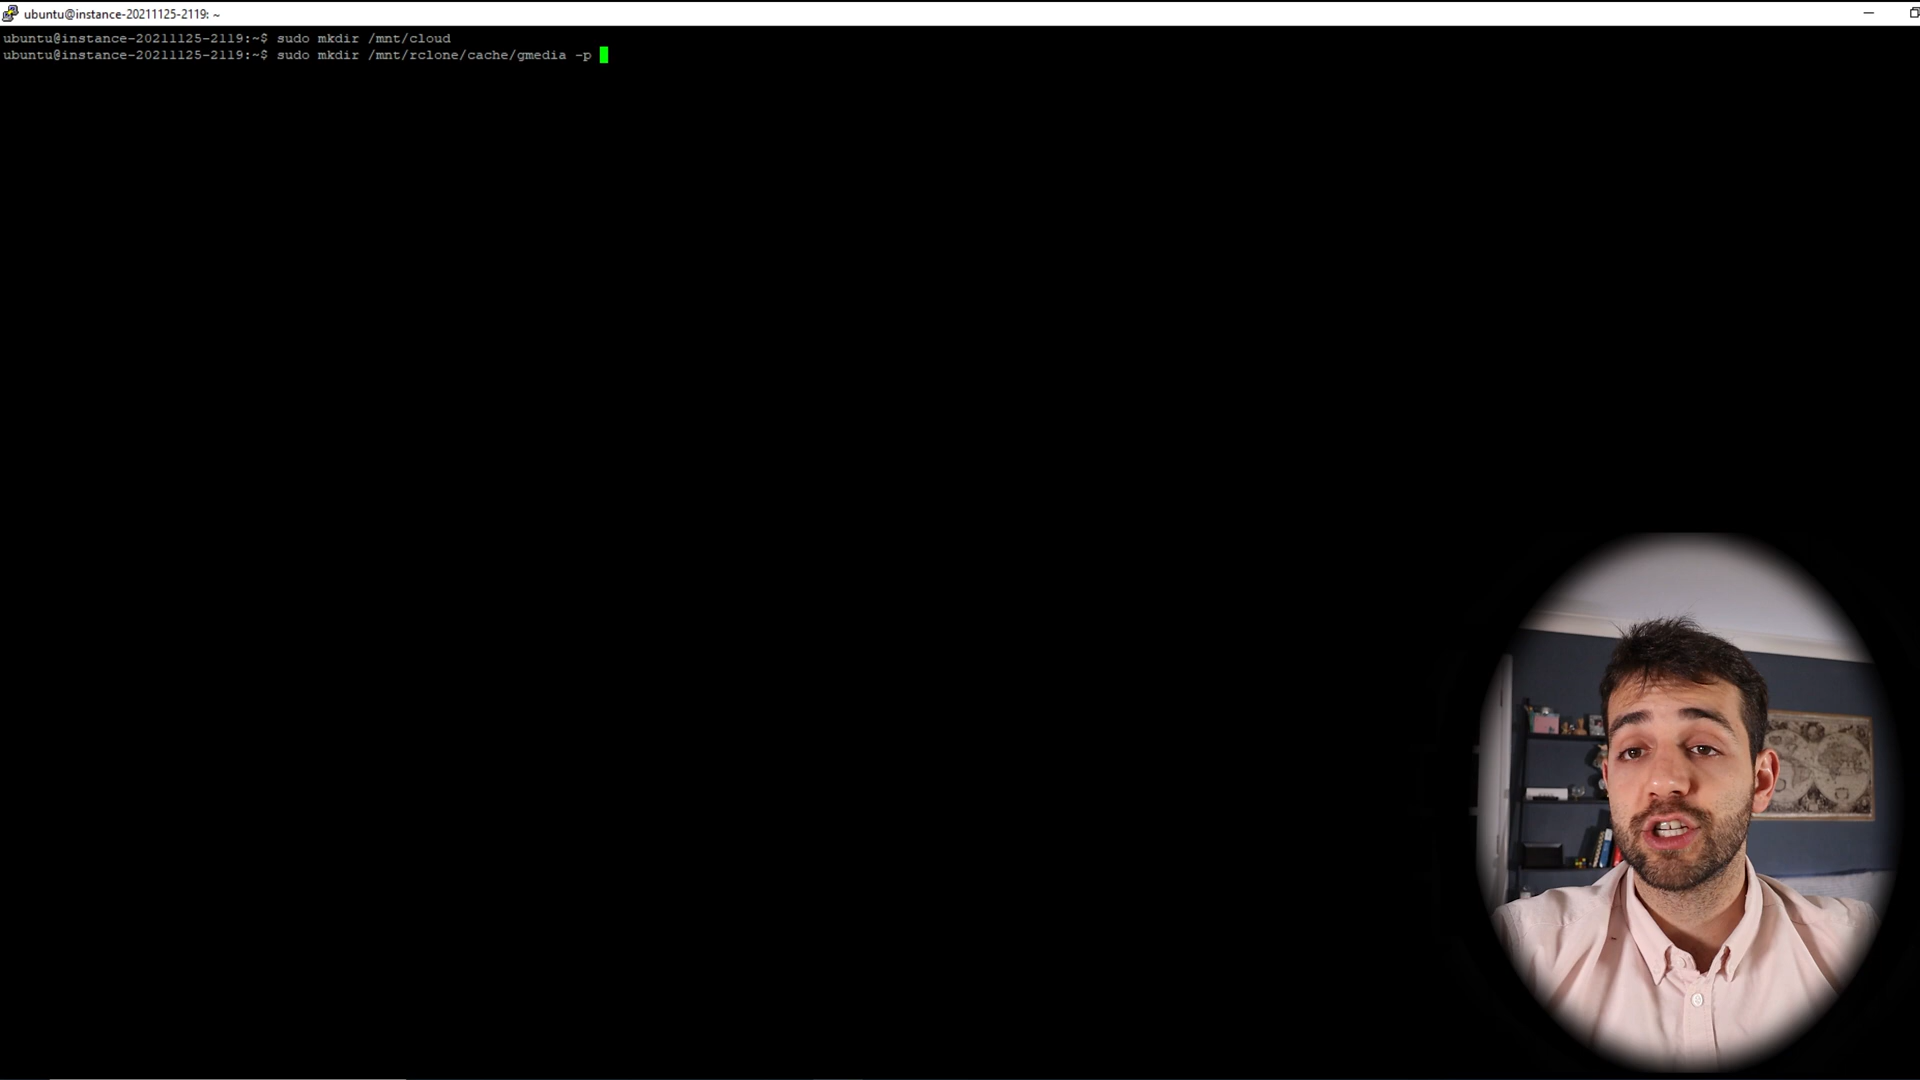 ubuntu@instance-20211125-2119: ~
ubuntu@instance-20211125-2119:~$ sudo mkdir /mnt/cloud
ubuntu@instance-20211125-2119:~$ sudo mkdir /mnt/rclone/cache/gmedia -p